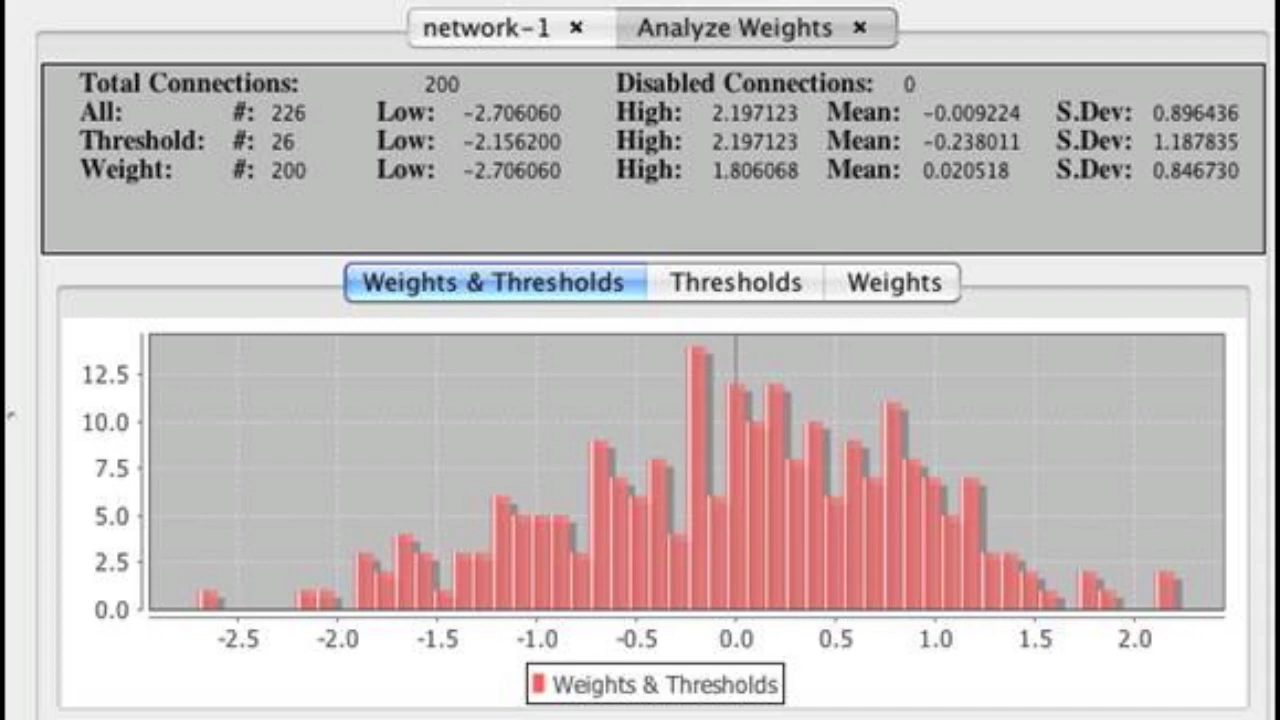 network-1 × Analyze Weights ×
Total Connections: 200 Disabled Connections: 0
All: #: 226 Low: -2.706060 High: 2.197123 Mean: -0.009224 S.Dev: 0.896436
Threshold: #: 26 Low: -2.156200 High: 2.197123 Mean: -0.238011 S.Dev: 1.187835
Weight: #: 200 Low: -2.706060 High: 1.806068 Mean: 0.020518 S.Dev: 0.846730
Weights & Thresholds Thresholds Weights
12.5
10.0
7.5
5.0
2.5
0.0
-2.5 -2.0 -1.5 -1.0 -0.5 0.0 0.5 1.0 1.5 2.0
Weights & Thresholds